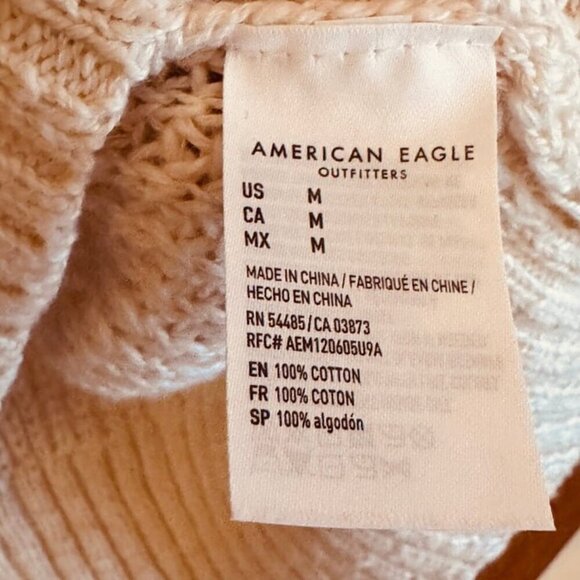 AMERICAN EAGLE
OUTFITTERS
US M
CA M
MX M
MADE IN CHINA / FABRIQUÉ EN CHINE /
HECHO EN CHINA
RN 54485 / CA 03873
RFC# AEM120605U9A
EN 100% COTTON
FR 100% COTON
SP 100% algodón